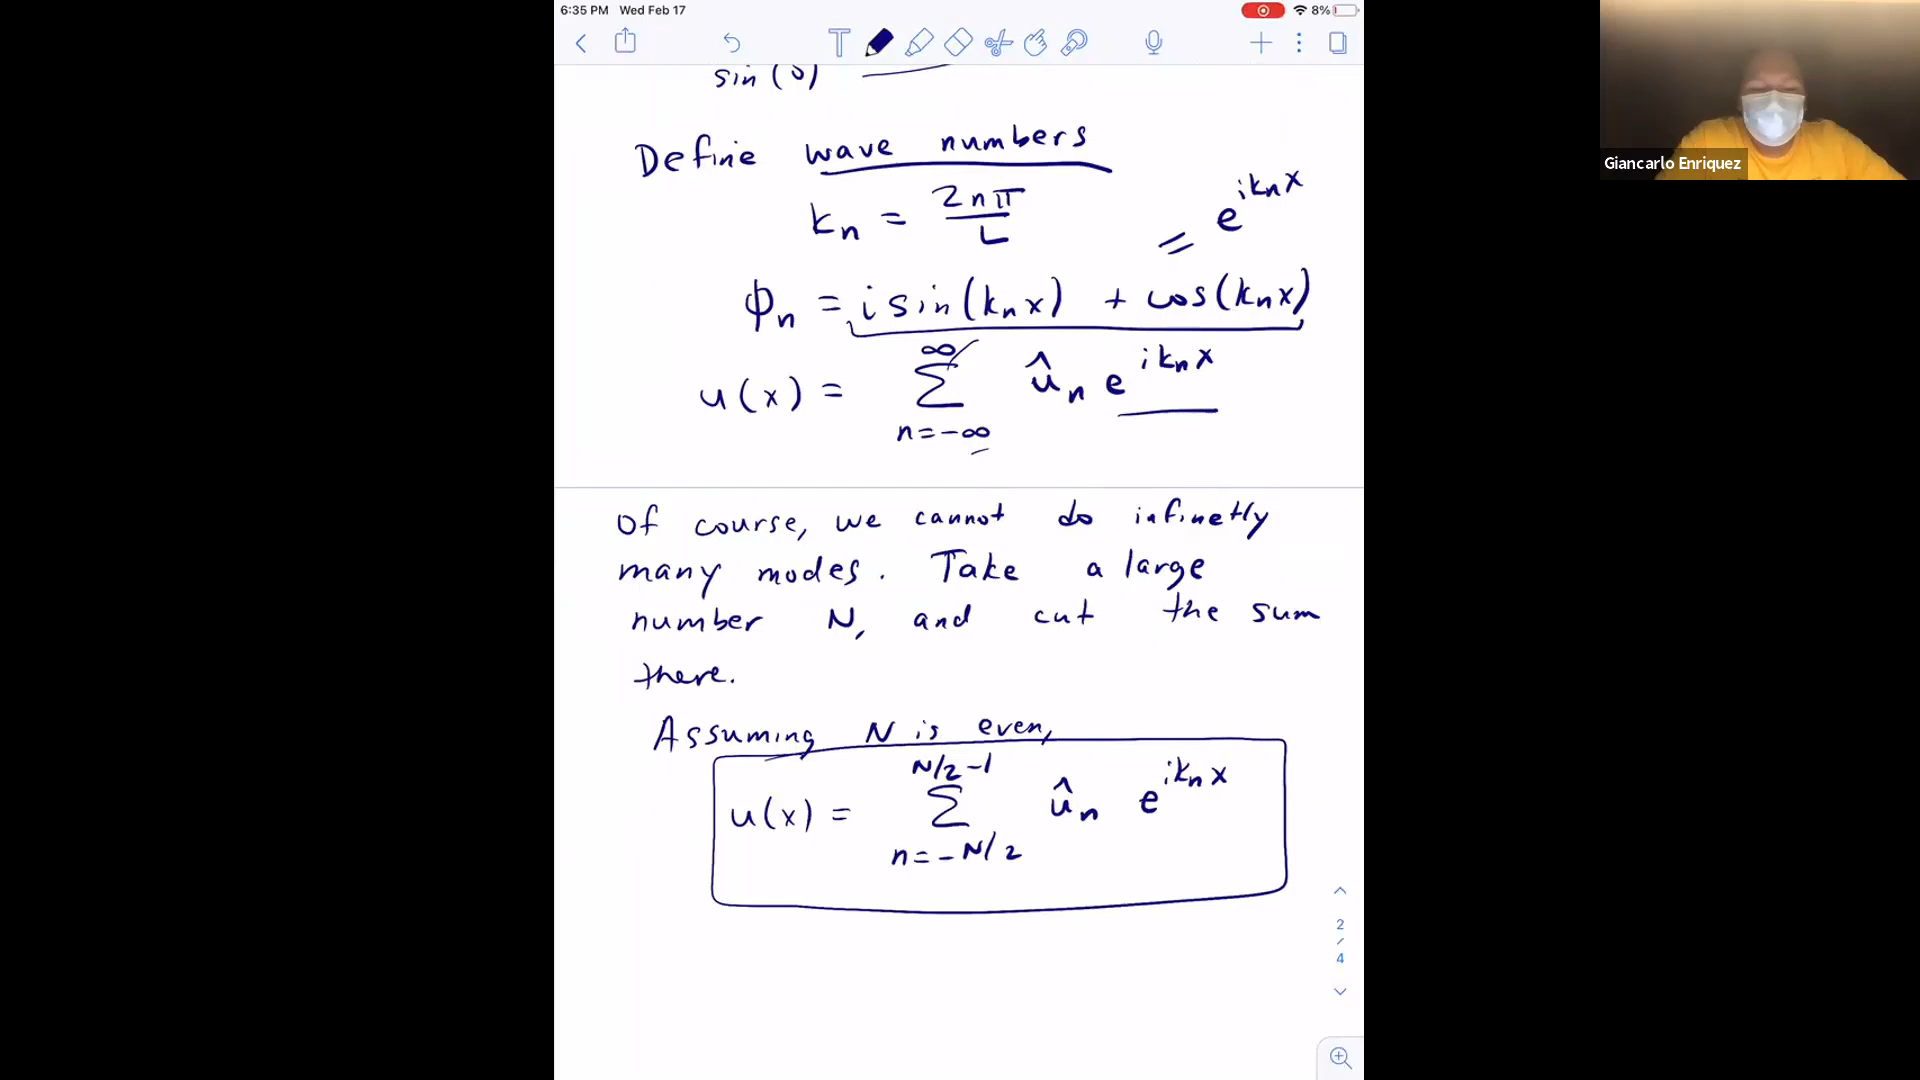 6:35 PM Wed Feb 17
8%
sin (0)
Define wave numbers
kₙ = 2nπ/L
= e^{ikₙx}
ϕₙ = i sin(kₙx) + cos(kₙx)
u(x) = ∑_{n=-∞}^{∞} ûₙ e^{ikₙx}
Of course, we cannot do infinetly
many modes. Take a large
number N, and cut the sum
there.
Assuming N is even,
u(x) = ∑_{n=-N/2}^{N/2-1} ûₙ e^{ikₙx}
2
/
4
Giancarlo Enriquez